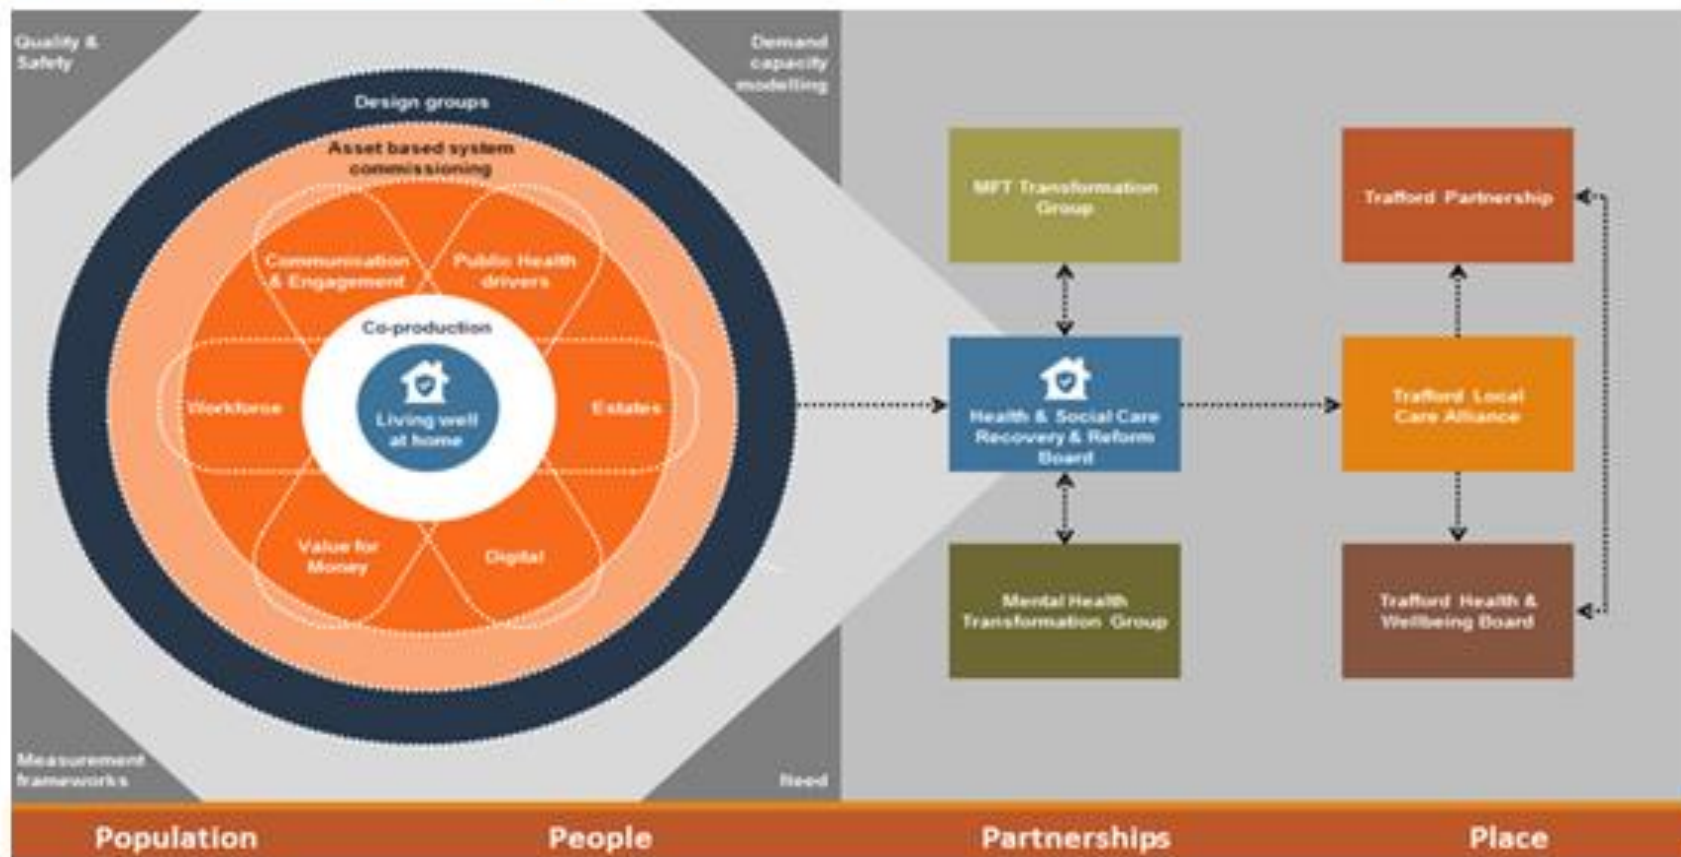 Quality &
Safety
Demand
capacity
modelling
Design groups
Asset based system
commissioning
Communication
& Engagement
Public Health
drivers
Co-production
Workforce
Living well
at home
Estates
Value for
Money
Digital
Measurement
frameworks
Need
MFT Transformation
Group
Trafford Partnership
Health & Social Care
Recovery & Reform
Board
Trafford Local
Care Alliance
Mental Health
Transformation Group
Trafford Health &
Wellbeing Board
Population
People
Partnerships
Place